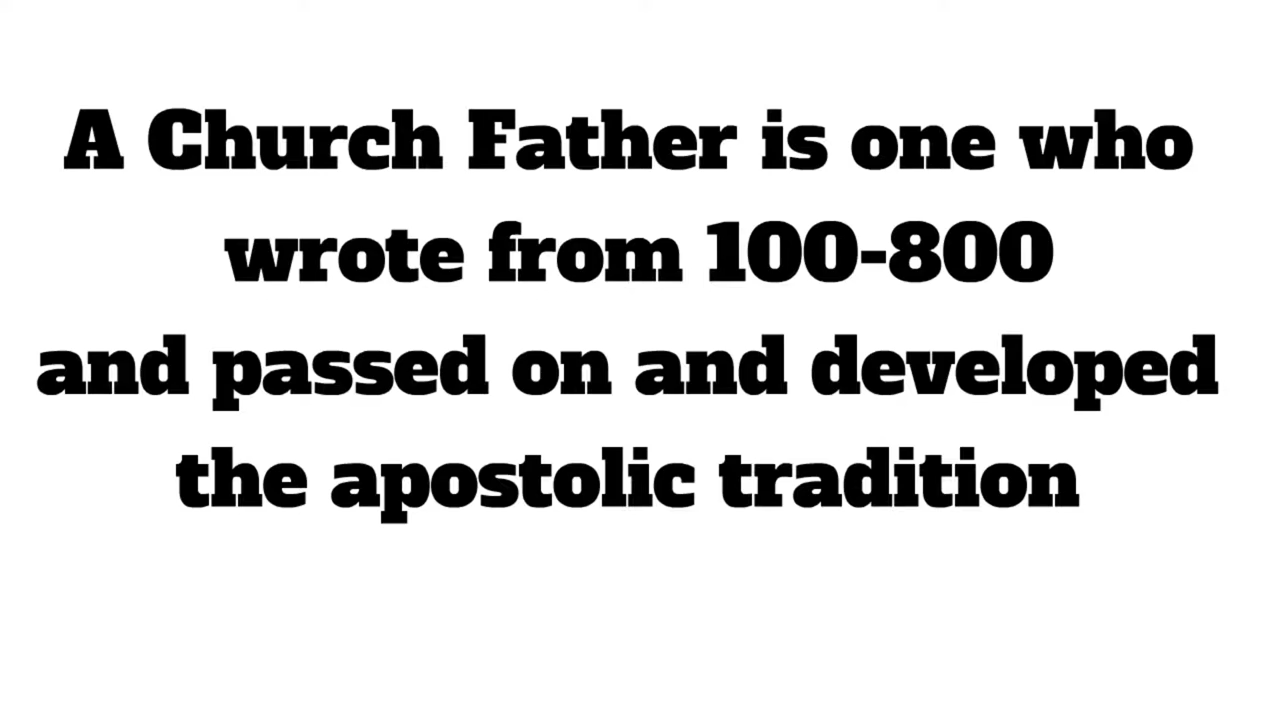 A Church Father is one who
wrote from 100-800
and passed on and developed
the apostolic tradition